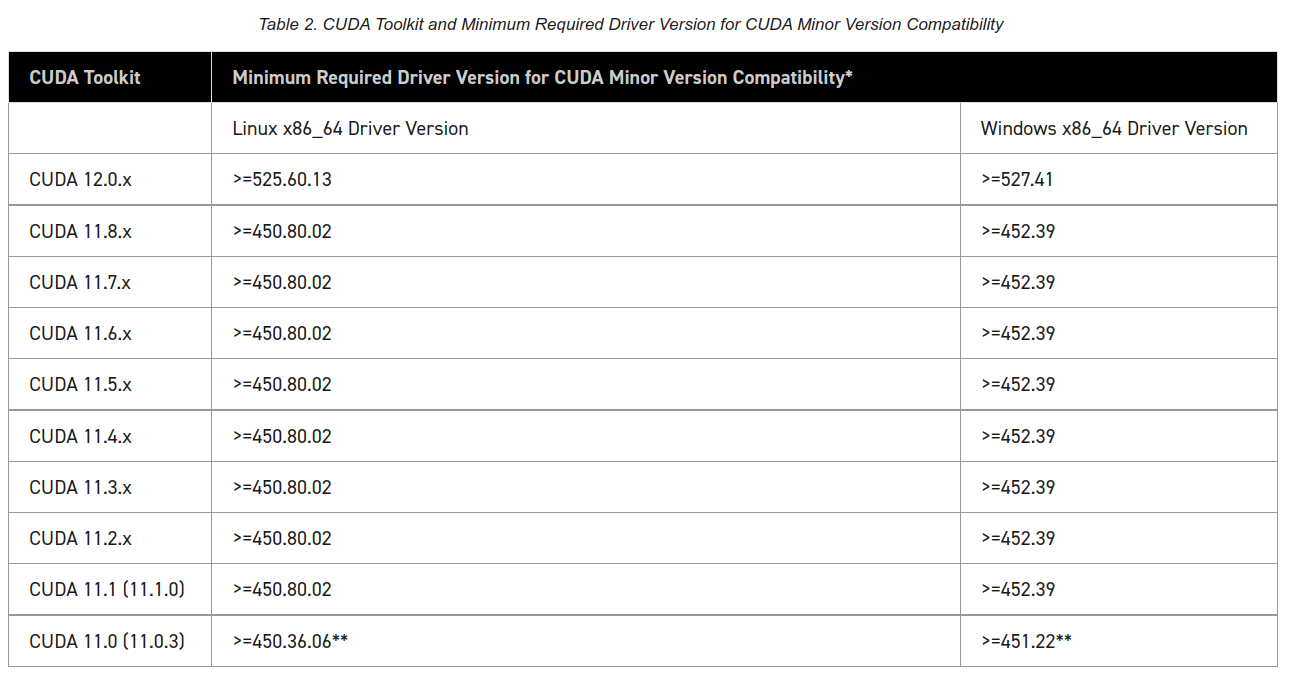 Table 2. CUDA Toolkit and Minimum Required Driver Version for CUDA Minor Version Compatibility
CUDA Toolkit Minimum Required Driver Version for CUDA Minor Version Compatibility*
Linux x86_64 Driver Version Windows x86_64 Driver Version
CUDA 12.0.x >=525.60.13 >=527.41
CUDA 11.8.x >=450.80.02 >=452.39
CUDA 11.7.x >=450.80.02 >=452.39
CUDA 11.6.x >=450.80.02 >=452.39
CUDA 11.5.x >=450.80.02 >=452.39
CUDA 11.4.x >=450.80.02 >=452.39
CUDA 11.3.x >=450.80.02 >=452.39
CUDA 11.2.x >=450.80.02 >=452.39
CUDA 11.1 (11.1.0) >=450.80.02 >=452.39
CUDA 11.0 (11.0.3) >=450.36.06** >=451.22**